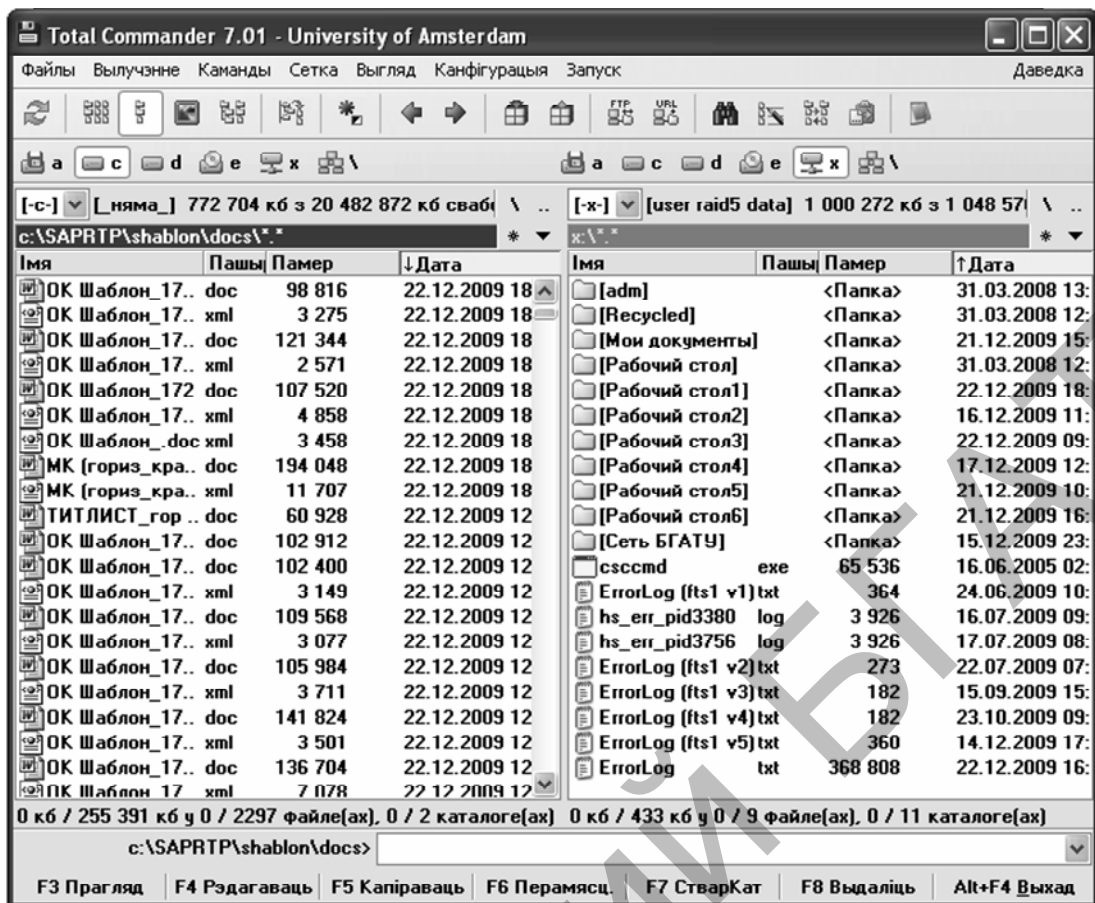 Total Commander 7.01 - University of Amsterdam
Файлы Вылучэнне Каманды Сетка Выгляд Канфігурацыя Запуск Даведка
FTP URL
a c d e x \
a c d e x \
[-c-] [_няма_] 772 704 кб з 20 482 872 кб сваб \ ..
c:\SAPRTP\shablon\docs\*.* * ▼
Імя Пашы Памер ↓Дата
ОК Шаблон_17.. doc 98 816 22.12.2009 18
ОК Шаблон_17.. xml 3 275 22.12.2009 18
ОК Шаблон_17.. doc 121 344 22.12.2009 18
ОК Шаблон_17.. xml 2 571 22.12.2009 18
ОК Шаблон_172 doc 107 520 22.12.2009 18
ОК Шаблон_17.. xml 4 858 22.12.2009 18
ОК Шаблон_.doc xml 3 458 22.12.2009 18
МК (гориз_кра.. doc 194 048 22.12.2009 18
МК (гориз_кра.. xml 11 707 22.12.2009 18
ТИТЛИСТ_гор .. doc 60 928 22.12.2009 12
ОК Шаблон_17.. doc 102 912 22.12.2009 12
ОК Шаблон_17.. doc 102 400 22.12.2009 12
ОК Шаблон_17.. xml 3 149 22.12.2009 12
ОК Шаблон_17.. doc 109 568 22.12.2009 12
ОК Шаблон_17.. xml 3 077 22.12.2009 12
ОК Шаблон_17.. doc 105 984 22.12.2009 12
ОК Шаблон_17.. xml 3 711 22.12.2009 12
ОК Шаблон_17.. doc 141 824 22.12.2009 12
ОК Шаблон_17.. xml 3 501 22.12.2009 12
ОК Шаблон_17.. doc 136 704 22.12.2009 12
ОК Шаблон_17 xml 7 078 22.12.2009 12
0 кб / 255 391 кб у 0 / 2297 файле(ах), 0 / 2 каталоге(ах)
[-x-] [user raid5 data] 1 000 272 кб з 1 048 57 \ ..
x:\*.* * ▼
Імя Пашы Памер ↑Дата
[adm] <Папка> 31.03.2008 13:
[Recycled] <Папка> 31.03.2008 12:
[Мои документы] <Папка> 21.12.2009 15:
[Рабочий стол] <Папка> 31.03.2008 12:
[Рабочий стол1] <Папка> 22.12.2009 18:
[Рабочий стол2] <Папка> 16.12.2009 11:
[Рабочий стол3] <Папка> 22.12.2009 09:
[Рабочий стол4] <Папка> 17.12.2009 12:
[Рабочий стол5] <Папка> 21.12.2009 10:
[Рабочий стол6] <Папка> 21.12.2009 16:
[Сеть БГАТУ] <Папка> 15.12.2009 23:
csccmd exe 65 536 16.06.2005 02:
ErrorLog (fts1 v1) txt 364 24.06.2009 10:
hs_err_pid3380 log 3 926 16.07.2009 09:
hs_err_pid3756 log 3 926 17.07.2009 08:
ErrorLog (fts1 v2) txt 273 22.07.2009 07:
ErrorLog (fts1 v3) txt 182 15.09.2009 15:
ErrorLog (fts1 v4) txt 182 23.10.2009 09:
ErrorLog (fts1 v5) txt 360 14.12.2009 17:
ErrorLog txt 368 808 22.12.2009 16:
0 кб / 433 кб у 0 / 9 файле(ах), 0 / 11 каталоге(ах)
c:\SAPRTP\shablon\docs>
F3 Прагляд F4 Рэдагаваць F5 Капіраваць F6 Перамясц. F7 СтварКат F8 Выдаліць Alt+F4 Выхад
ИЙ БГАТ